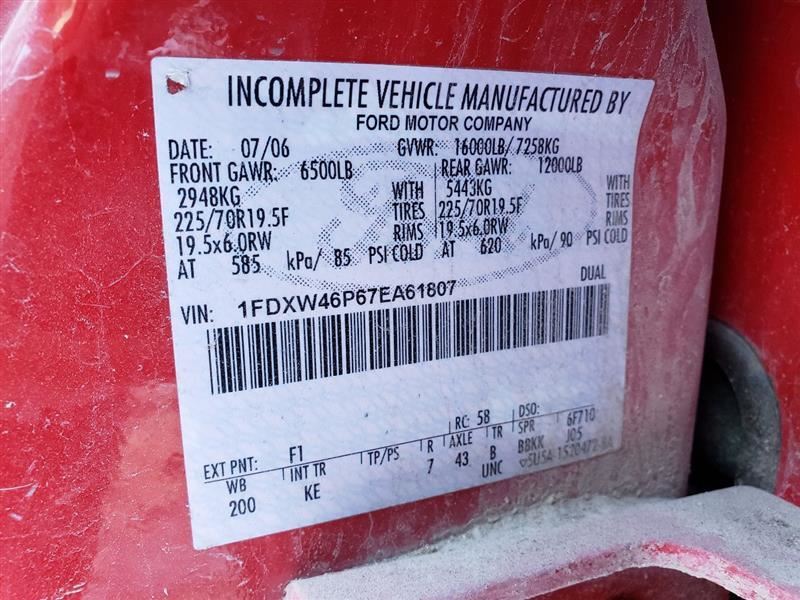 INCOMPLETE VEHICLE MANUFACTURED BY
FORD MOTOR COMPANY
DATE: 07/06 GVWR: 16000LB/ 7258KG
FRONT GAWR: 6500LB REAR GAWR: 12000LB
2948KG WITH 5443KG WITH
225/70R19.5F TIRES 225/70R19.5F TIRES
19.5x6.0RW RIMS 19.5x6.0RW RIMS
AT 585 kPa/ 85 PSI COLD AT 620 kPa/ 90 PSI COLD
DUAL
VIN: 1FDXW46P67EA61807
RC: 58 DSO:
EXT PNT: F1 TP/PS R AXLE TR SPR 6F710
WB INT TR 7 43 B BBKK J05
200 KE UNC 5U5A-1520472-BA